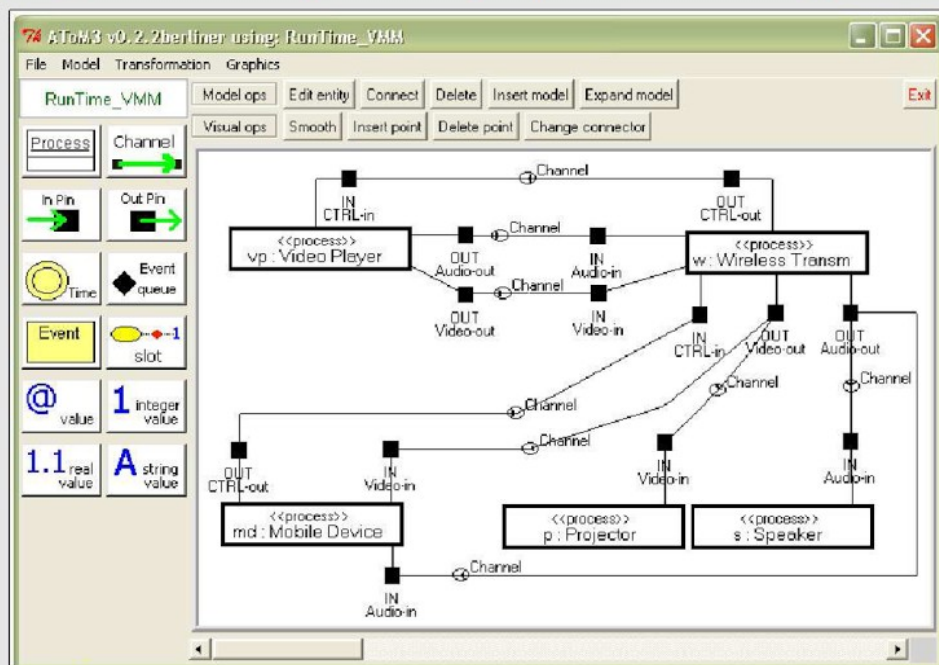 AToM3 v0.2.2berliner using: RunTime_VMM
File Model Transformation Graphics
RunTime_VMM
Model ops Edit entity Connect Delete Insert model Expand model Exit
Visual ops Smooth Insert point Delete point Change connector
Process
Channel
In Pin
Out Pin
Time
Event
queue
Event
1
slot
@ value
1 integer
value
1.1 real
value
A string
value
Channel
IN
CTRL-in
OUT
CTRL-out
<<process>>
vp : Video Player
Channel
OUT
Audio-out
IN
Audio-in
<<process>>
w : Wireless Transm
Channel
OUT
Video-out
IN
Video-in
IN
CTRL-in
OUT
Video-out
OUT
Audio-out
Channel
Channel
Channel
Channel
OUT
CTRL-out
IN
Video-in
IN
Video-in
IN
Audio-in
<<process>>
md : Mobile Device
<<process>>
p : Projector
<<process>>
s : Speaker
Channel
IN
Audio-in